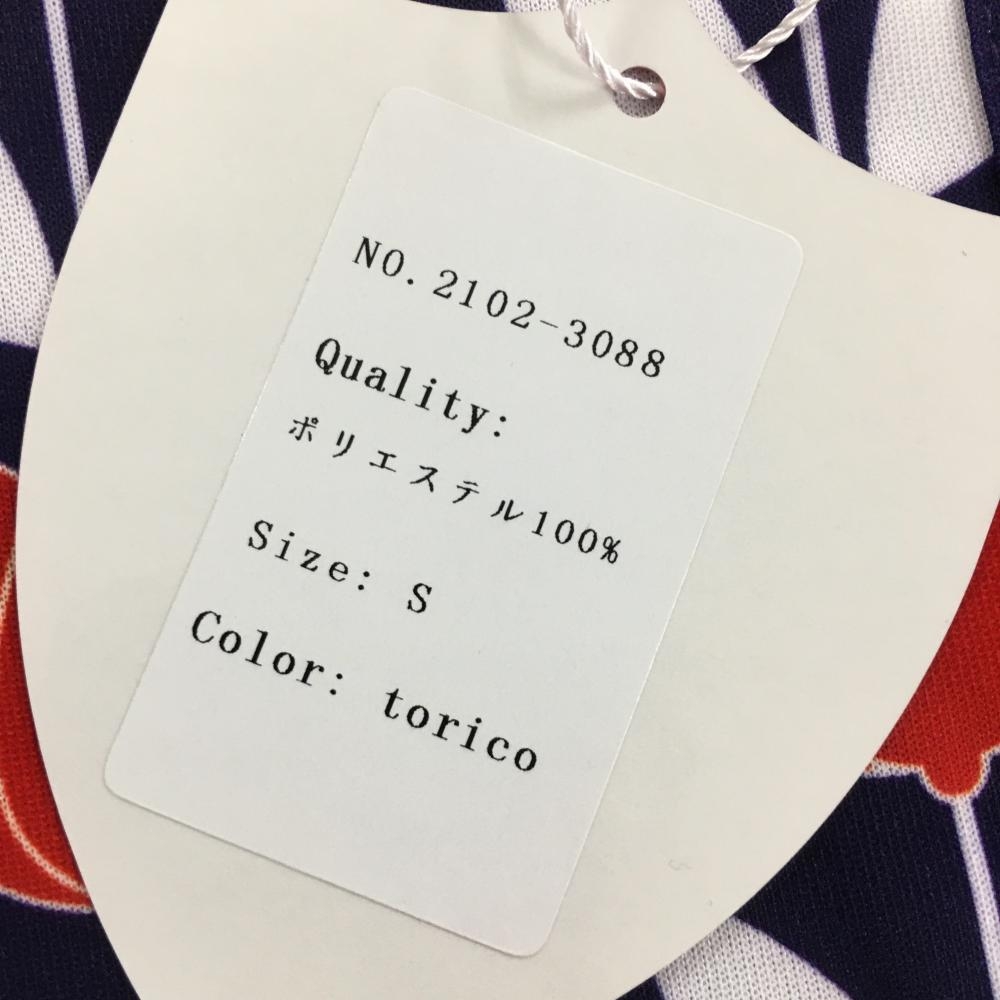 NO.2102-3088
Quality:
ポリエステル100%
Size: S
Color: torico